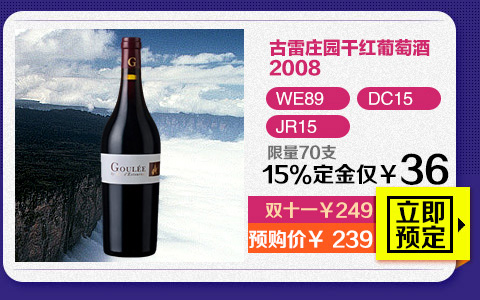 古雷庄园干红葡萄酒
2008
WE89 DC15
JR15
限量70支
15%定金仅￥36
双十一￥249
预购价￥ 239
立即
预定
G
GOULÉE